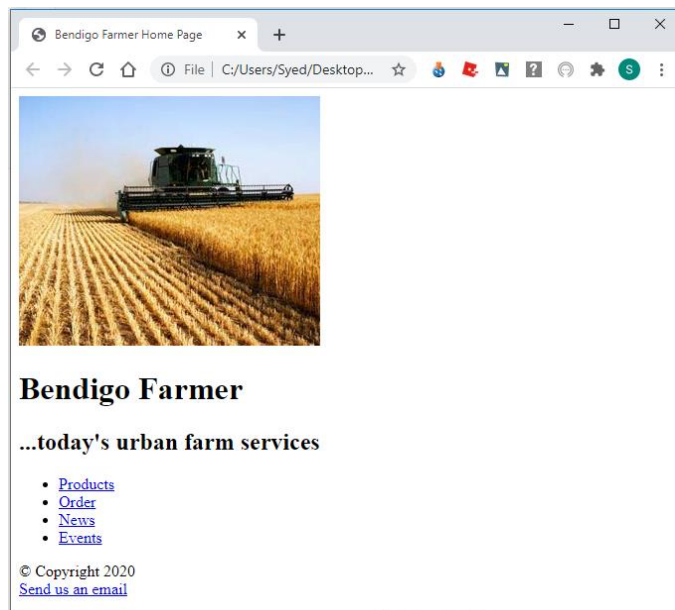 Bendigo Farmer Home Page
File | C:/Users/Syed/Desktop...
S
Bendigo Farmer
...today's urban farm services
Products
Order
News
Events
© Copyright 2020
Send us an email